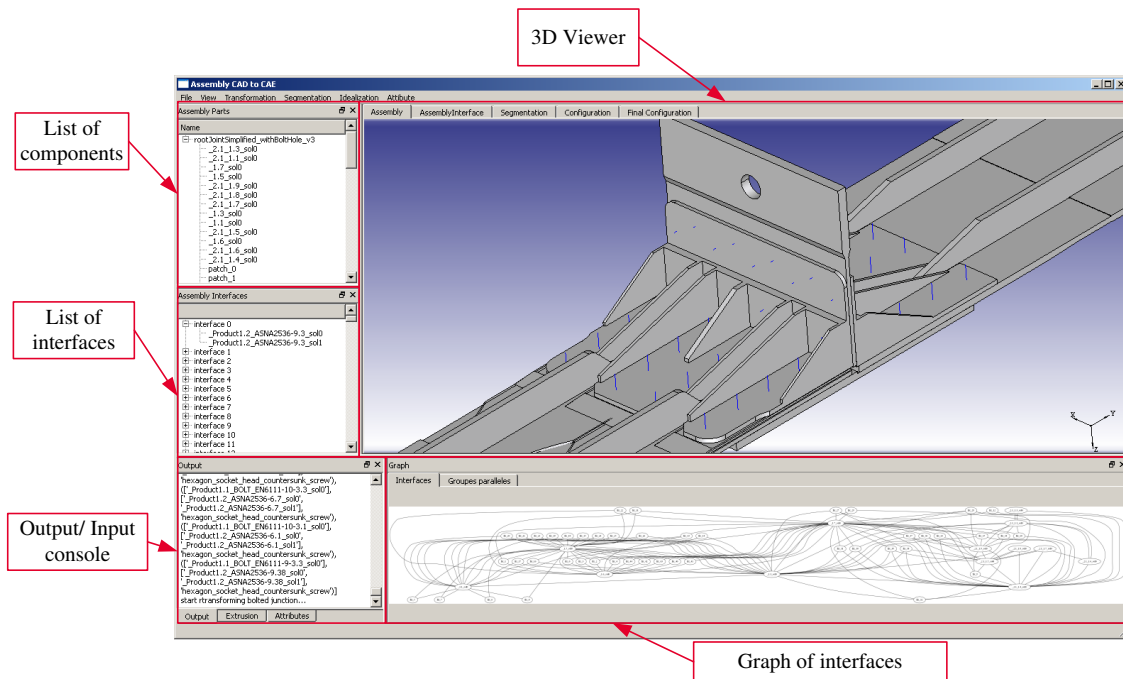 3D Viewer
Assembly CAD to CAE
File View Transformation Segmentation Idealization Attibute
Assembly Parts
Name
rootJointSimplified_withBoltHole_v3
_2.1_1.3_sol0
_2.1_1.1_sol0
_1.7_sol0
_1.5_sol0
_2.1_1.9_sol0
_2.1_1.8_sol0
_2.1_1.7_sol0
_1.3_sol0
_1.1_sol0
_2.1_1.5_sol0
_1.6_sol0
_2.1_1.6_sol0
_2.1_1.4_sol0
patch_0
patch_1
List of
components
Assembly AssemblyInterface Segmentation Configuration Final Configuration
X Y Z
Assembly Interfaces
interface 0
_Product1.2_ASNA2536-9.3_sol0
_Product1.2_ASNA2536-9.3_sol1
interface 1
interface 2
interface 3
interface 4
interface 5
interface 6
interface 7
interface 8
interface 9
interface 10
interface 11
List of
interfaces
Output
'hexagon_socket_head_countersunk_screw'),
(['_Product1.1_BOLT_EN6111-10-3.3_sol0'],
['_Product1.2_ASNA2536-6.7_sol0',
'_Product1.2_ASNA2536-6.7_sol1'],
'hexagon_socket_head_countersunk_screw'),
(['_Product1.1_BOLT_EN6111-10-3.1_sol0'],
['_Product1.2_ASNA2536-6.1_sol0',
'_Product1.2_ASNA2536-6.1_sol1'],
'hexagon_socket_head_countersunk_screw'),
(['_Product1.1_BOLT_EN6111-9-3.3_sol0'],
['_Product1.2_ASNA2536-9.38_sol0',
'_Product1.2_ASNA2536-9.38_sol1'],
'hexagon_socket_head_countersunk_screw')]
start rtransforming bolted junction...
Output Extrusion Attributes
Output/ Input
console
Graph
Interfaces Groupes paralleles
Graph of interfaces